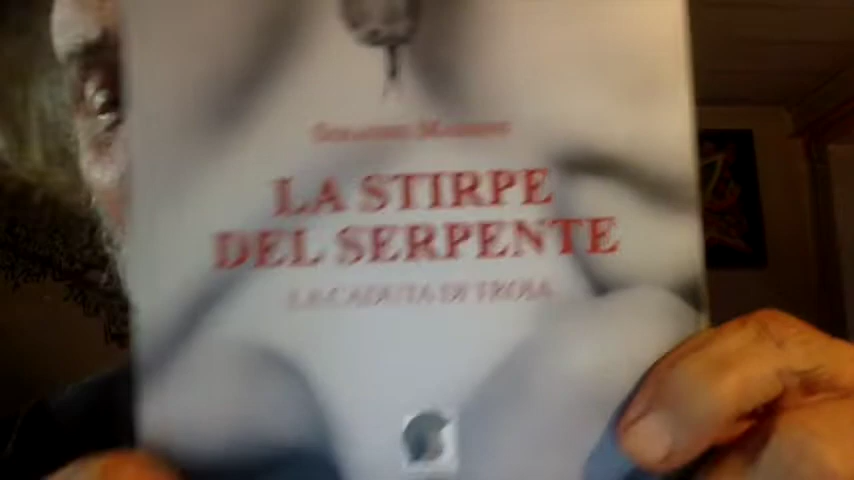 LA STIRPE
DEL SERPENTE
LA CADUTA DI TROIA